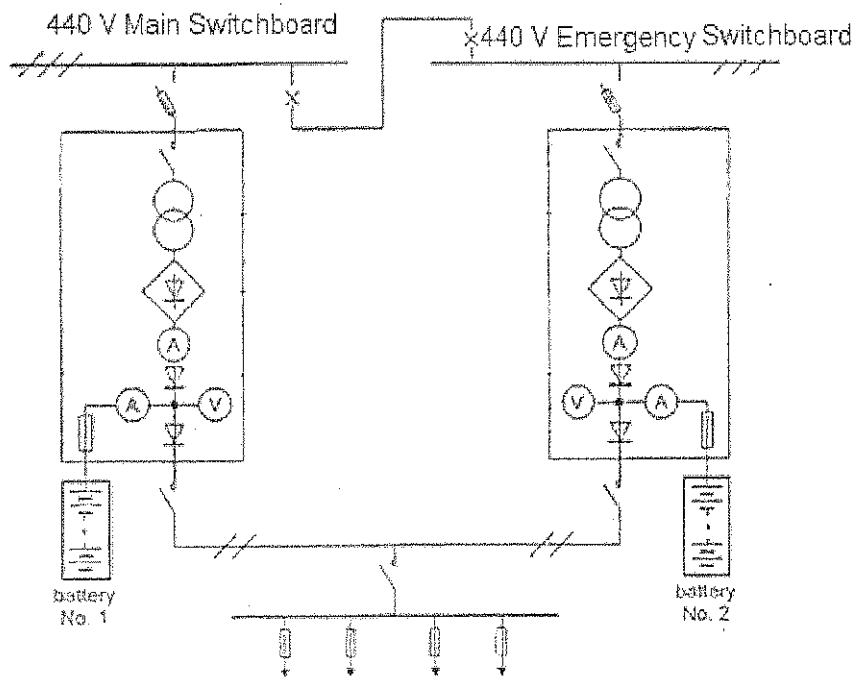 440 V Main Switchboard
440 V Emergency Switchboard
A
A
A
V
V
A
battery
No. 1
battery
No. 2